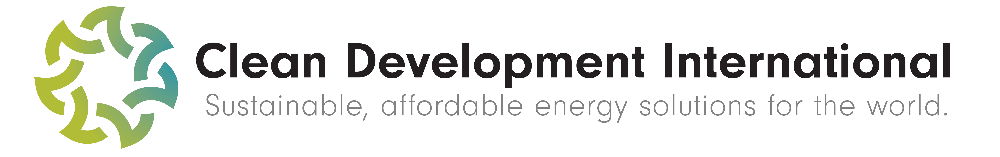 Clean Development International
Sustainable, affordable energy solutions for the world.